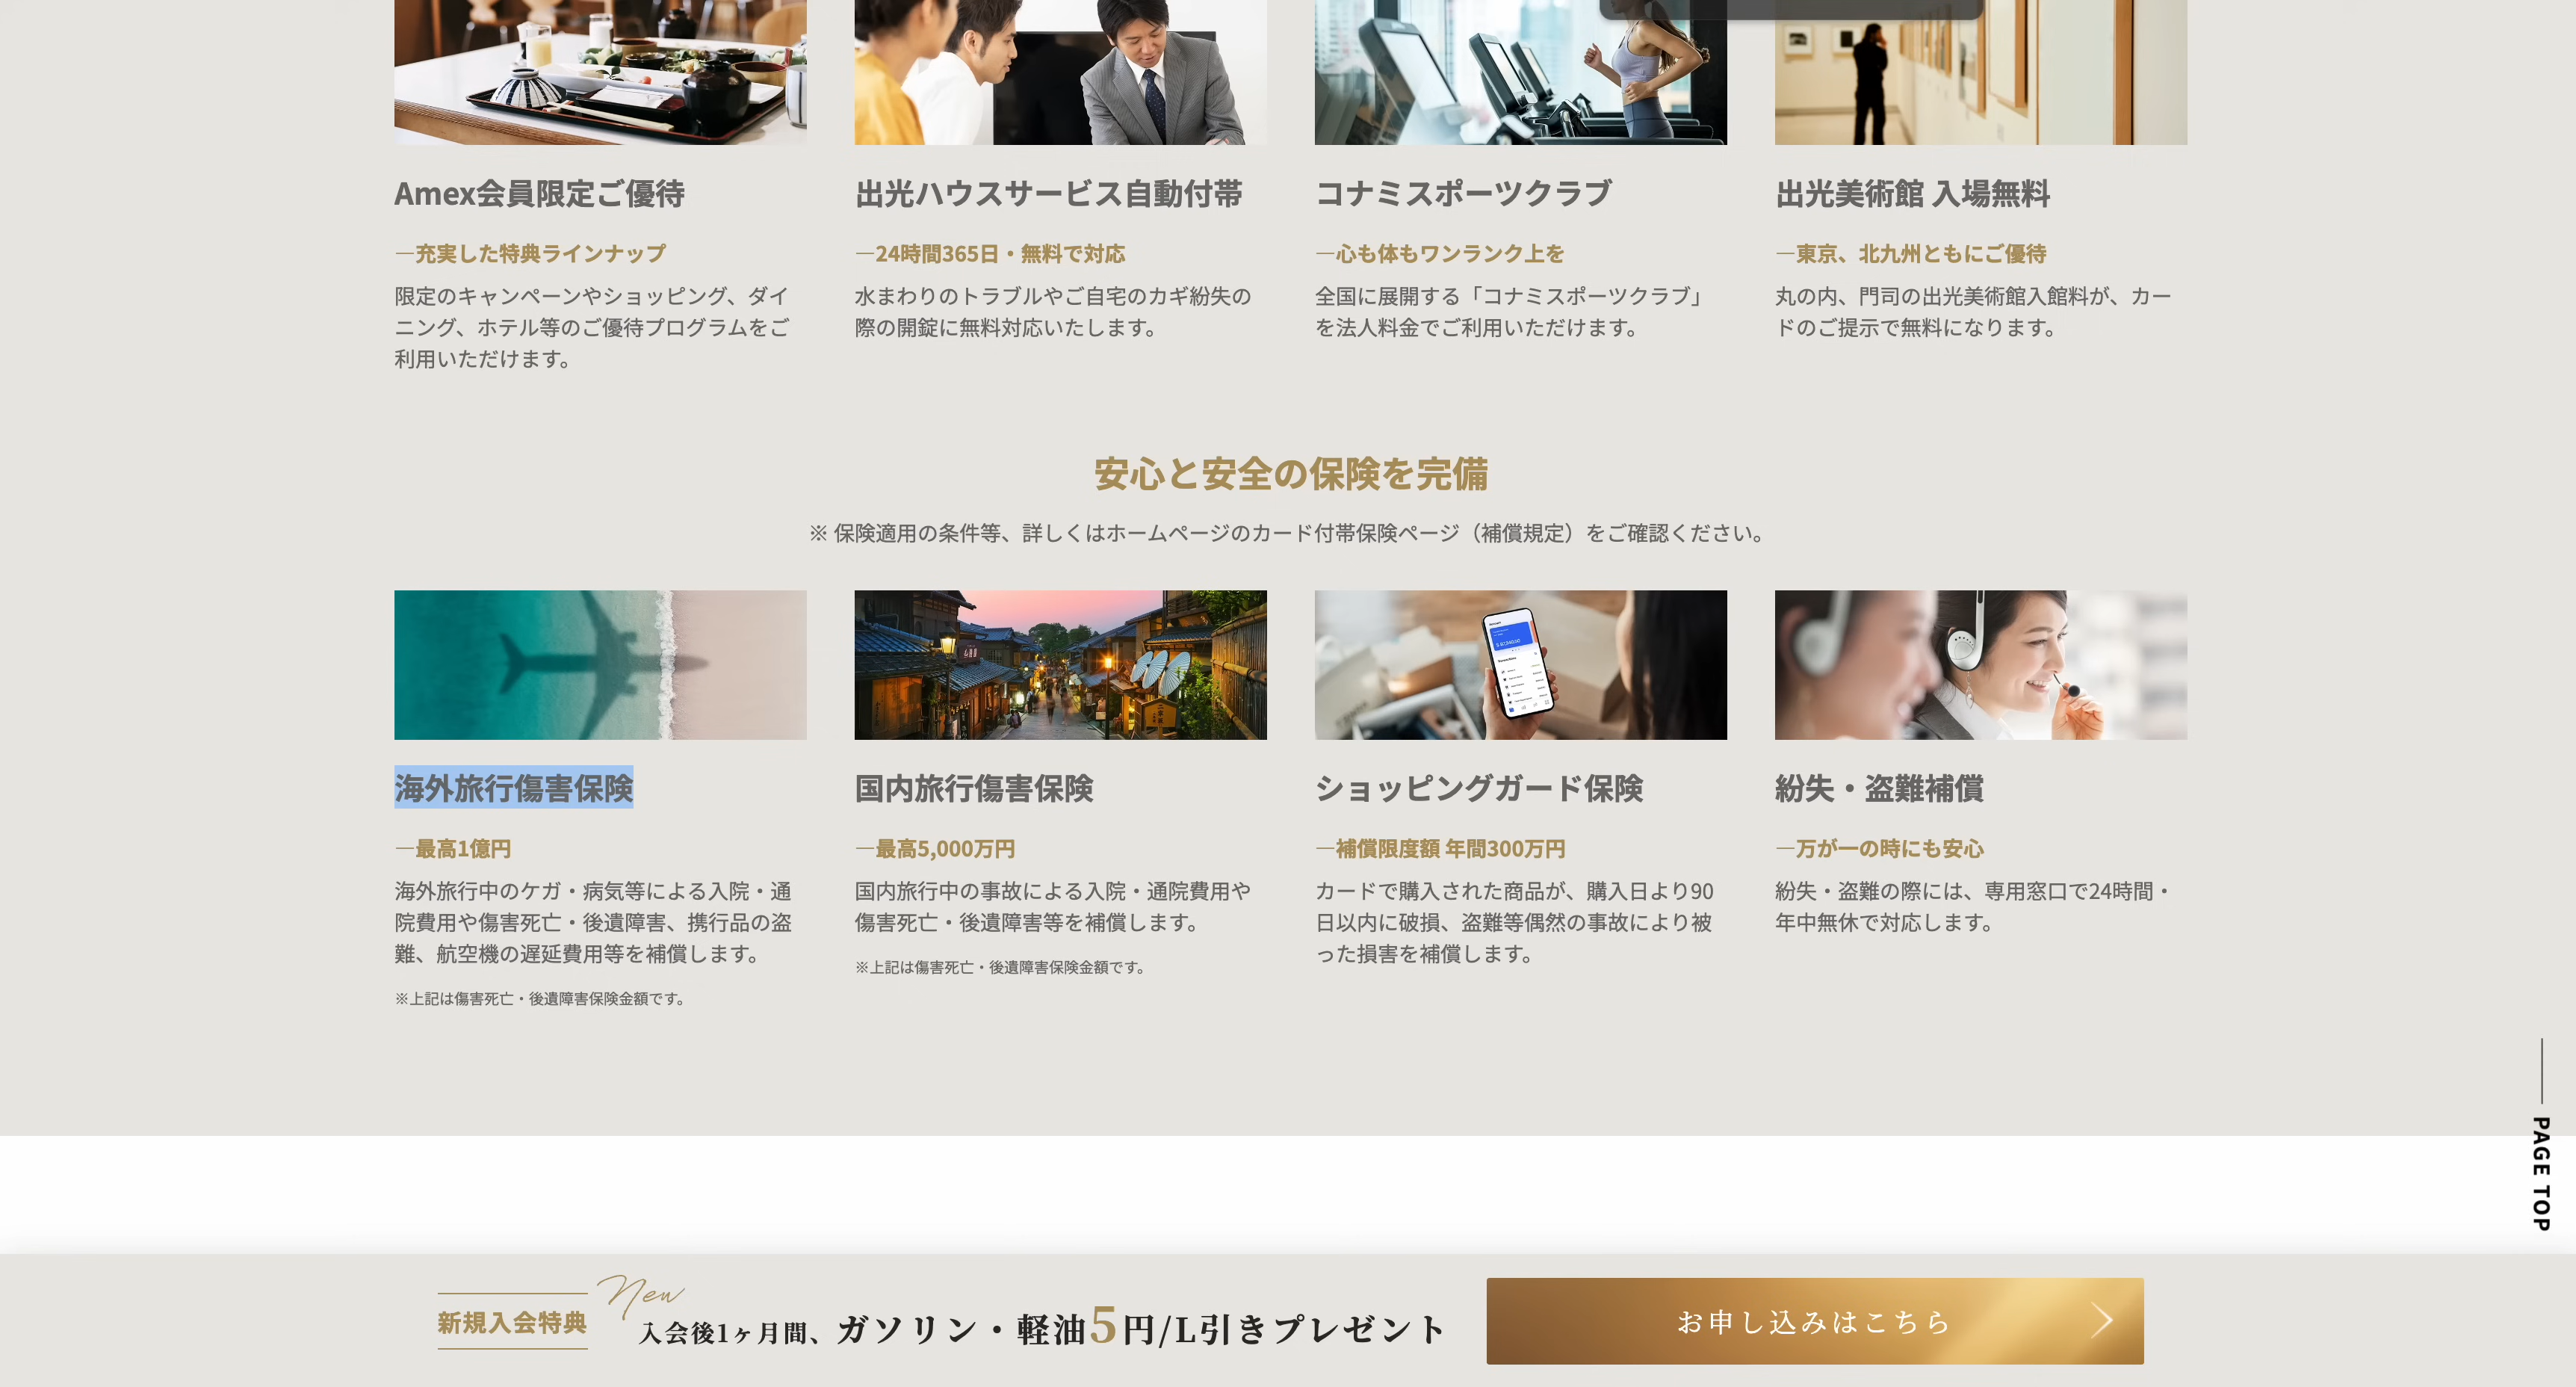 Amex会員限定ご優待
―充実した特典ラインナップ
限定のキャンペーンやショッピング、ダイ
ニング、ホテル等のご優待プログラムをご
利用いただけます。
出光ハウスサービス自動付帯
―24時間365日・無料で対応
水まわりのトラブルやご自宅のカギ紛失の
際の開錠に無料対応いたします。
コナミスポーツクラブ
―心も体もワンランク上を
全国に展開する「コナミスポーツクラブ」
を法人料金でご利用いただけます。
出光美術館 入場無料
―東京、北九州ともにご優待
丸の内、門司の出光美術館入館料が、カー
ドのご提示で無料になります。
安心と安全の保険を完備
※ 保険適用の条件等、詳しくはホームページのカード付帯保険ページ（補償規定）をご確認ください。
海外旅行傷害保険
―最高1億円
海外旅行中のケガ・病気等による入院・通
院費用や傷害死亡・後遺障害、携行品の盗
難、航空機の遅延費用等を補償します。
※上記は傷害死亡・後遺障害保険金額です。
国内旅行傷害保険
―最高5,000万円
国内旅行中の事故による入院・通院費用や
傷害死亡・後遺障害等を補償します。
※上記は傷害死亡・後遺障害保険金額です。
ショッピングガード保険
―補償限度額 年間300万円
カードで購入された商品が、購入日より90
日以内に破損、盗難等偶然の事故により被
った損害を補償します。
紛失・盗難補償
―万が一の時にも安心
紛失・盗難の際には、専用窓口で24時間・
年中無休で対応します。
PAGE TOP
新規入会特典
New
入会後1ヶ月間、ガソリン・軽油5円/L引きプレゼント
お申し込みはこちら